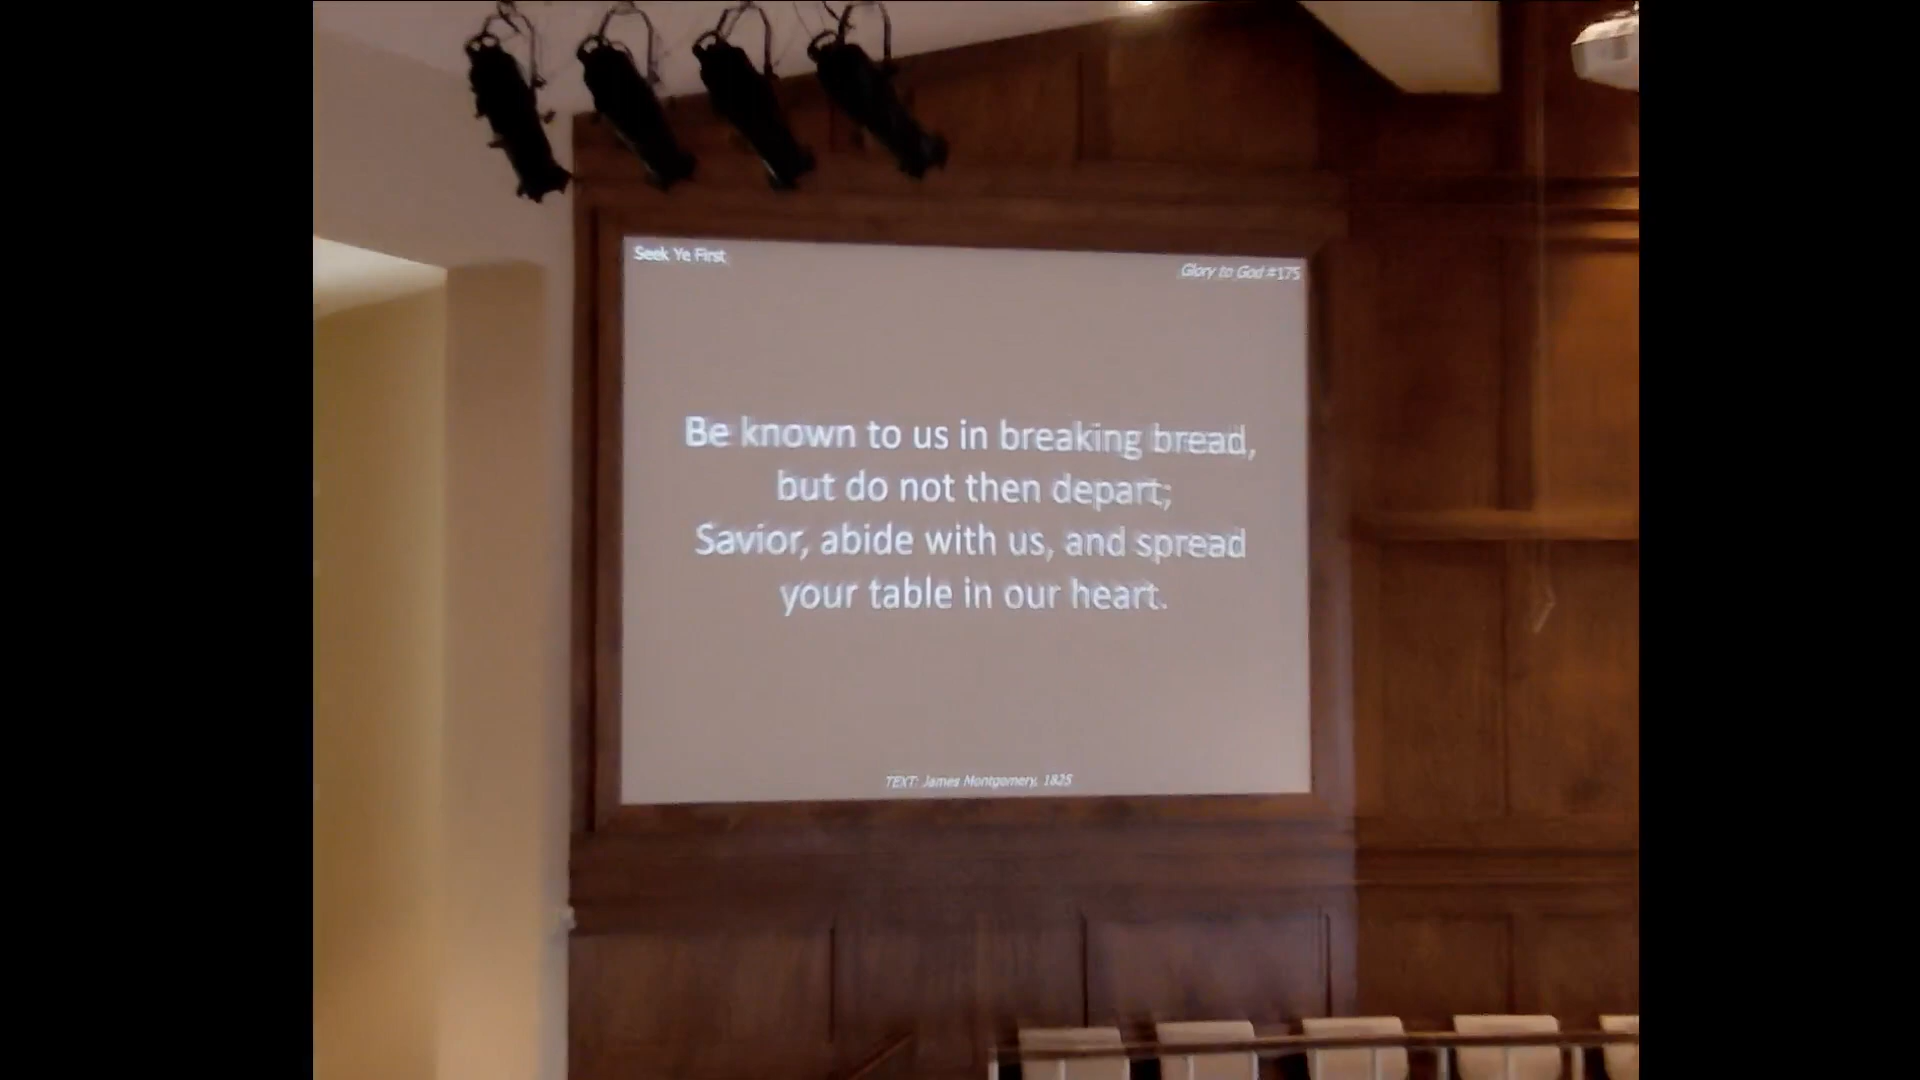 Seek Ye First
Glory to God #175
Be known to us in breaking bread,
but do not then depart;
Savior, abide with us, and spread
your table in our heart.
TEXT: James Montgomery, 1825